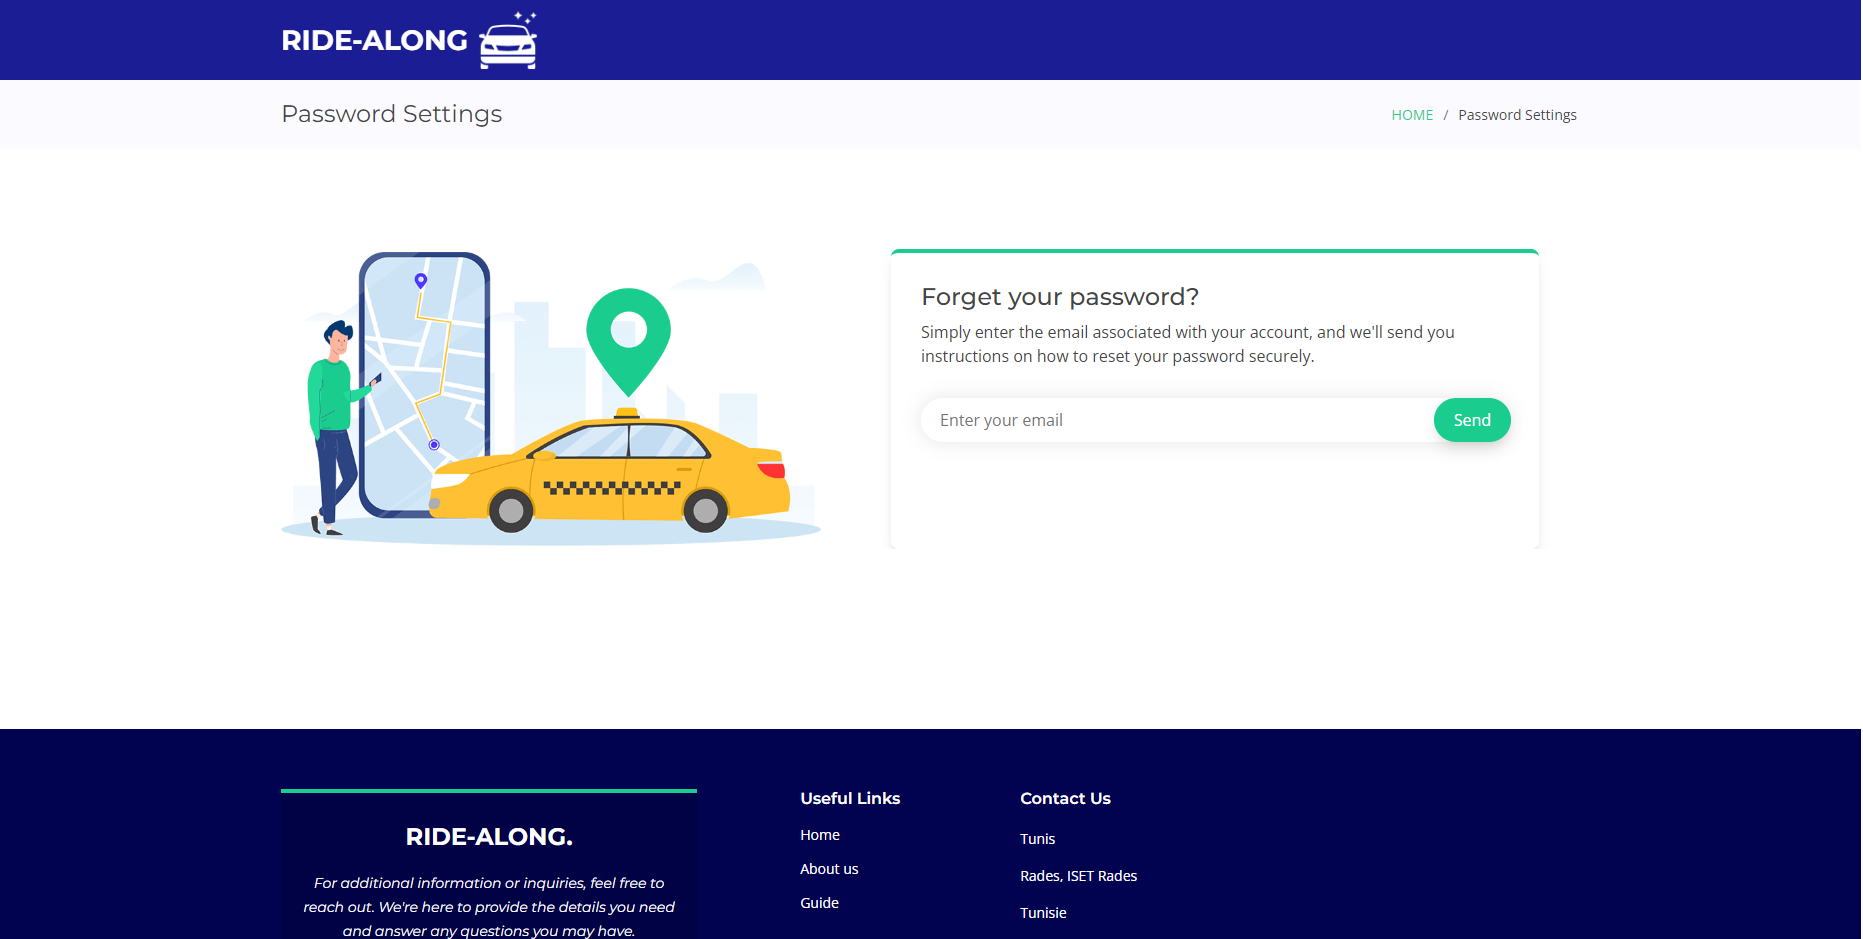 RIDE-ALONG
Password Settings
HOME / Password Settings
Forget your password?
Simply enter the email associated with your account, and we'll send you
instructions on how to reset your password securely.
Enter your email
Send
RIDE-ALONG.
For additional information or inquiries, feel free to
reach out. We're here to provide the details you need
and answer any questions you may have.
Useful Links
Home
About us
Guide
Contact Us
Tunis
Rades, ISET Rades
Tunisie